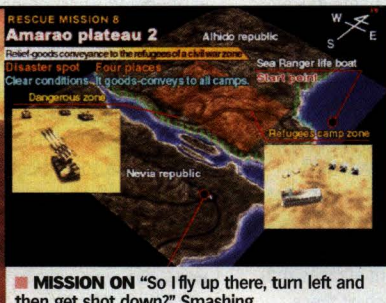 RESCUE MISSION 8
Amarao plateau 2
Relief-goods conveyance to the refugees of a civil war zone
Disaster spot Four places
Clear conditions It goods-conveys to all camps.
Alhido republic
W
S
E
Sea Ranger life boat
Start point
Dangerous zone
Refugees camp zone
Nevia republic
MISSION ON "So I fly up there, turn left and
then get shot down?" Smashing